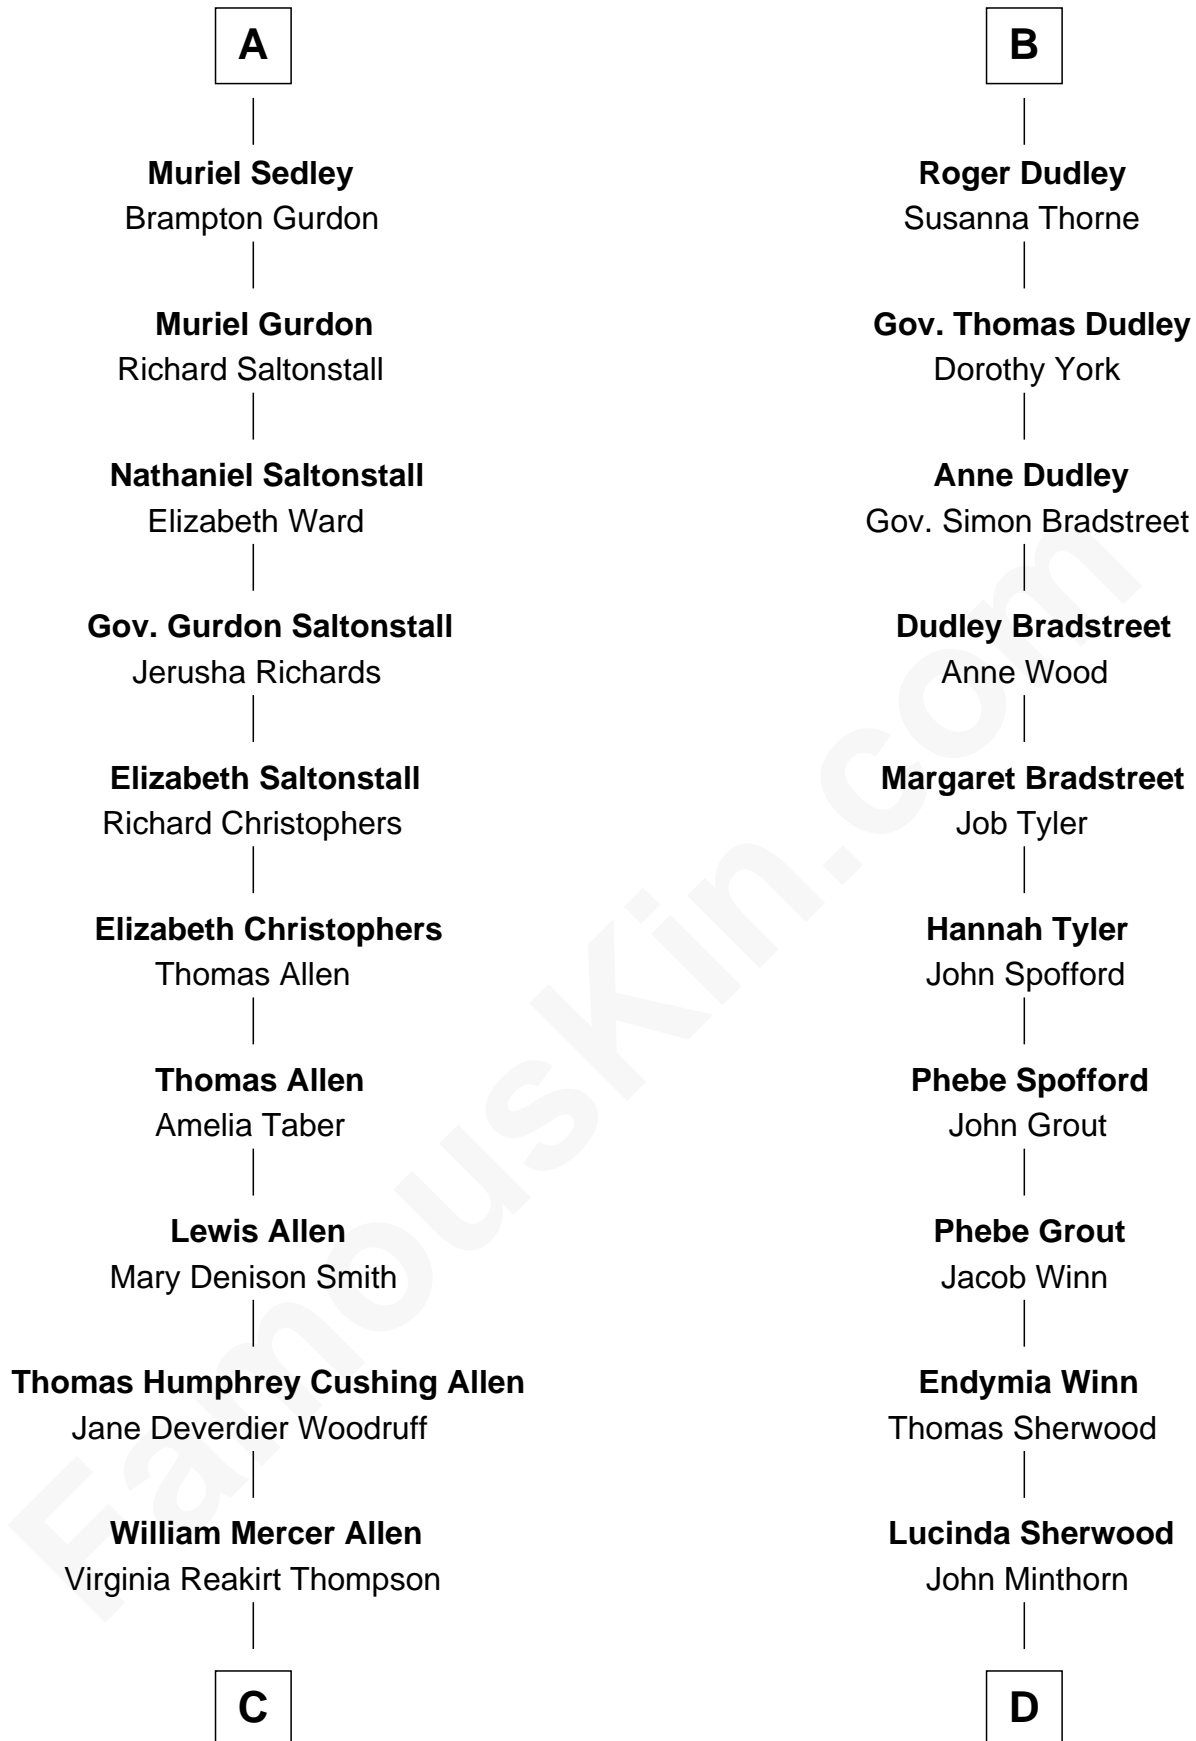 A
Muriel Sedley
Brampton Gurdon
Muriel Gurdon
Richard Saltonstall
Nathaniel Saltonstall
Elizabeth Ward
Gov. Gurdon Saltonstall
Jerusha Richards
Elizabeth Saltonstall
Richard Christophers
Elizabeth Christophers
Thomas Allen
Thomas Allen
Amelia Taber
Lewis Allen
Mary Denison Smith
Thomas Humphrey Cushing Allen
Jane Deverdier Woodruff
William Mercer Allen
Virginia Reakirt Thompson
C
B
Roger Dudley
Susanna Thorne
Gov. Thomas Dudley
Dorothy York
Anne Dudley
Gov. Simon Bradstreet
Dudley Bradstreet
Anne Wood
Margaret Bradstreet
Job Tyler
Hannah Tyler
John Spofford
Phebe Spofford
John Grout
Phebe Grout
Jacob Winn
Endymia Winn
Thomas Sherwood
Lucinda Sherwood
John Minthorn
D
FamousKin.com